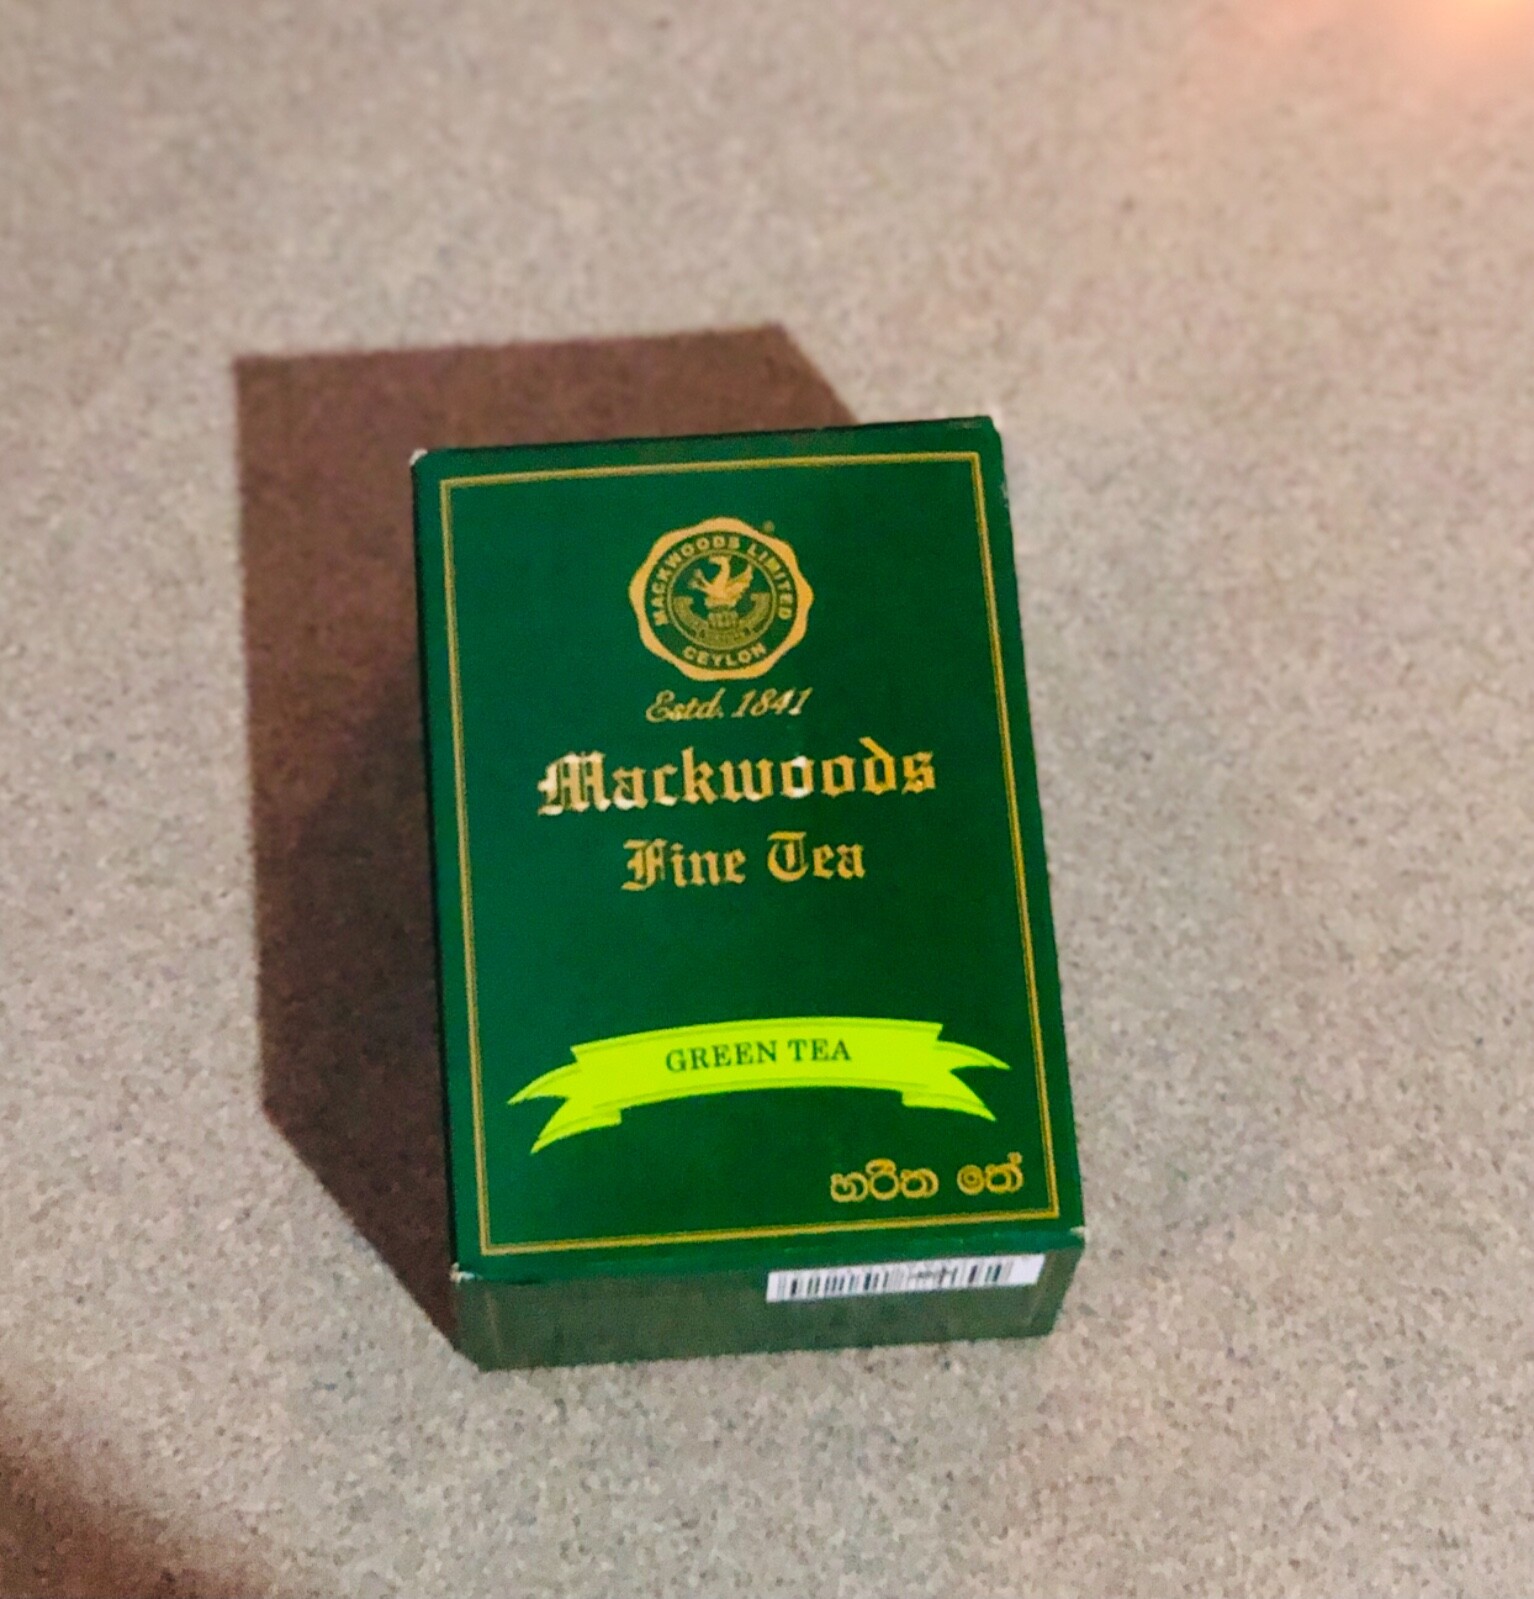 MACKWOODS LIMITED
CEYLON
Estd. 1841
Mackwoods
Fine Tea
GREEN TEA
හරිත තේ